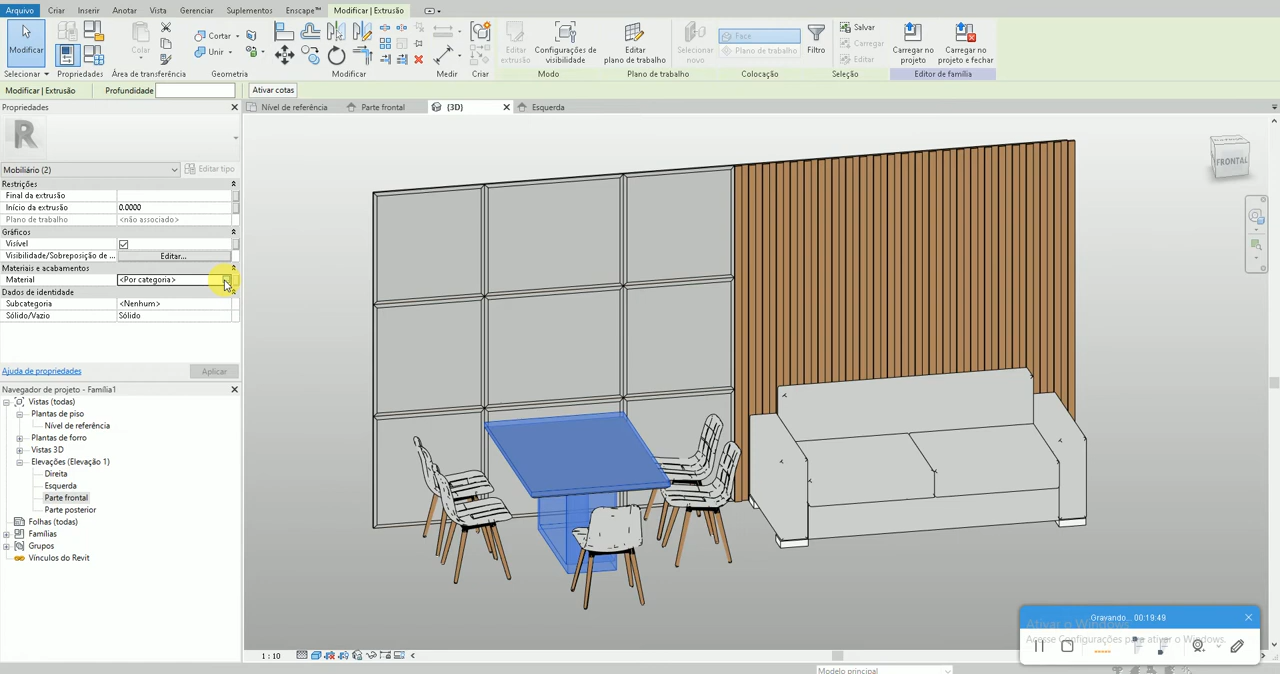 Arquivo Criar Inserir Anotar Vista Gerenciar Suplementos Enscape™ Modificar | Extrusão
Modificar
Colar
Cortar
Unir
Editar extrusão
Configurações de visibilidade
Editar plano de trabalho
Selecionar novo
Face
Plano de trabalho
Filtro
Salvar
Carregar
Editar
Carregar no projeto
Carregar no projeto e fechar
Selecionar Propriedades Área de transferência Geometria Modificar Medir Criar Modo Plano de trabalho Colocação Seleção Editor de família
Modificar | Extrusão Profundidade Ativar cotas
Propriedades
Nível de referência Parte frontal {3D} Esquerda
R
Mobiliário (2) Editar tipo
Restrições
Final da extrusão
Início da extrusão 0.0000
Plano de trabalho <não associado>
Gráficos
Visível
Visibilidade/Sobreposição de ... Editar...
Materiais e acabamentos
Material <Por categoria>
Dados de identidade
Subcategoria <Nenhum>
Sólido/Vazio Sólido
Ajuda de propriedades Aplicar
Navegador de projeto - Família1
Vistas (todas)
Plantas de piso
Nível de referência
Plantas de forro
Vistas 3D
Elevações (Elevação 1)
Direita
Esquerda
Parte frontal
Parte posterior
Folhas (todas)
Famílias
Grupos
Vínculos do Revit
FRONTAL
1 : 10
Gravando... 00:19:49
Ativar o Windows
Acesse Configurações para ativar o Windows.
Modelo principal